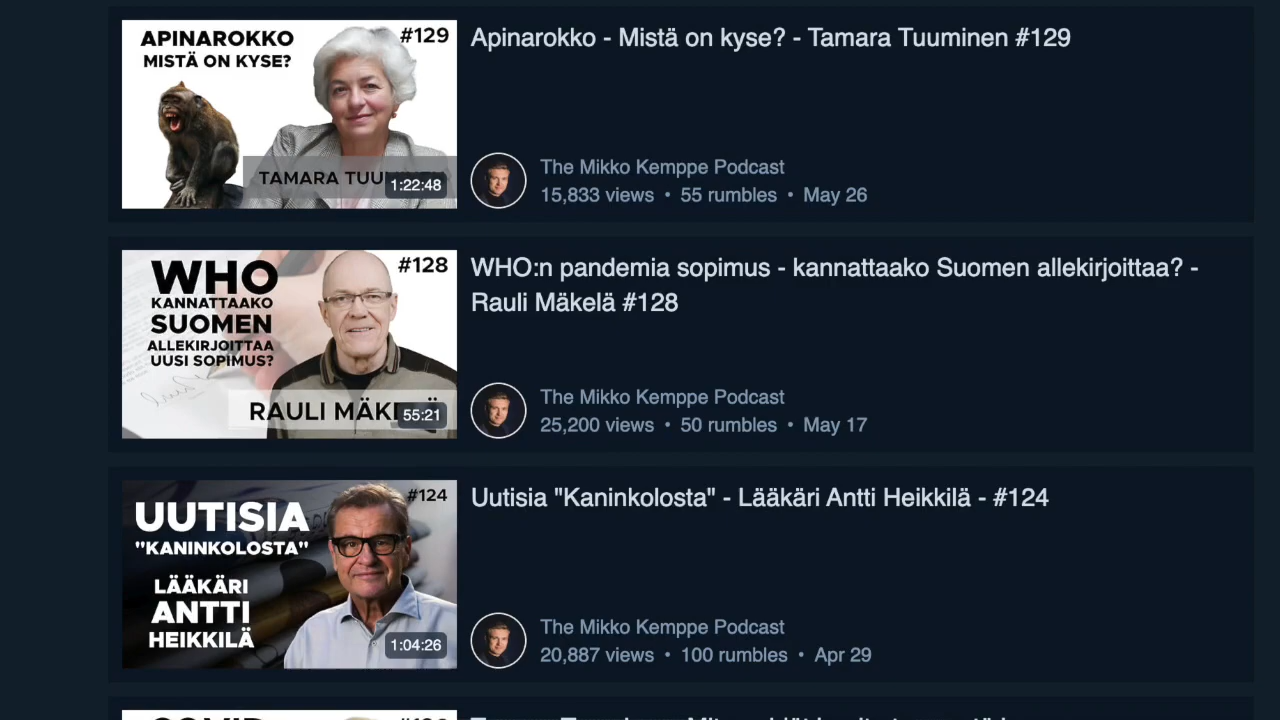 APINAROKKO
MISTÄ ON KYSE?
#129
TAMARA
1:22:48
Apinarokko - Mistä on kyse? - Tamara Tuuminen #129
The Mikko Kemppe Podcast
15,833 views • 55 rumbles • May 26
WHO
KANNATTAAKO
SUOMEN
ALLEKIRJOITTAA
UUSI SOPIMUS?
#128
RAULI
55:21
WHO:n pandemia sopimus - kannattaako Suomen allekirjoittaa? -
Rauli Mäkelä #128
The Mikko Kemppe Podcast
25,200 views • 50 rumbles • May 17
UUTISIA
"KANINKOLOSTA"
LÄÄKÄRI
ANTTI
HEIKKILÄ
#124
1:04:26
Uutisia "Kaninkolosta" - Lääkäri Antti Heikkilä - #124
The Mikko Kemppe Podcast
20,887 views • 100 rumbles • Apr 29